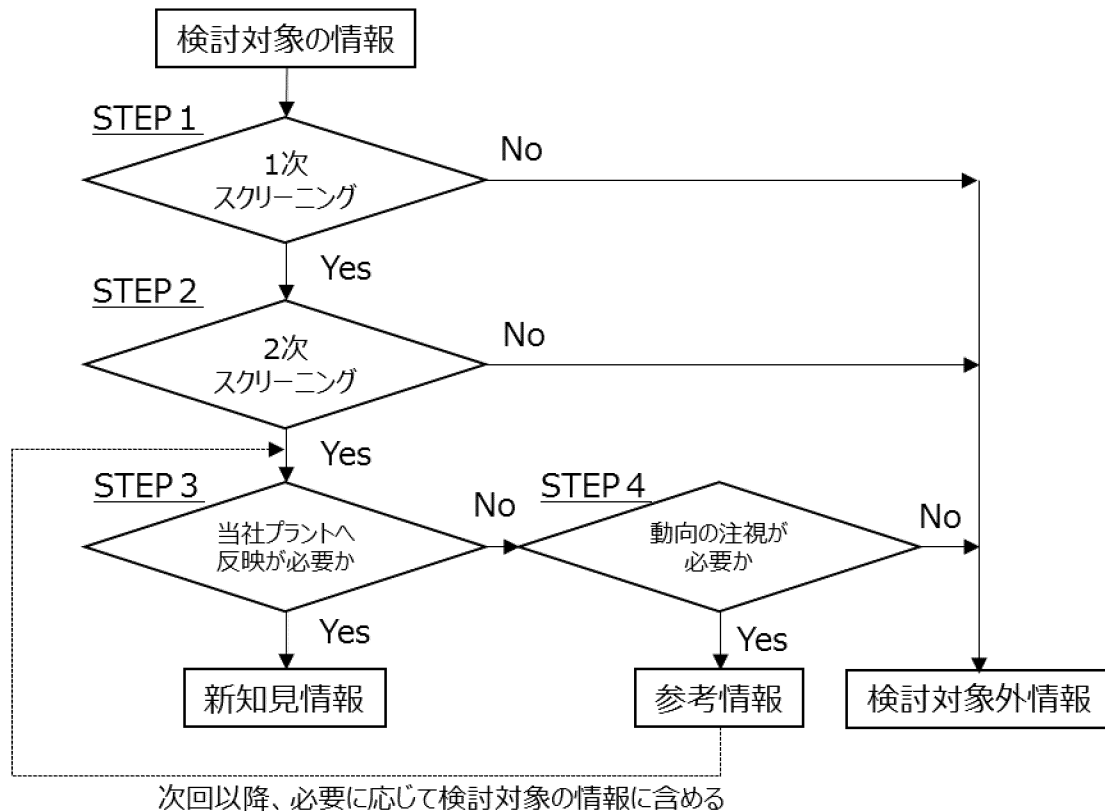 検討対象の情報
STEP 1
1次
スクリーニング
No
Yes
STEP 2
2次
スクリーニング
No
Yes
STEP 3
当社プラントへ
反映が必要か
No
STEP 4
動向の注視が
必要か
No
Yes
Yes
新知見情報
参考情報
検討対象外情報
次回以降、必要に応じて検討対象の情報に含める